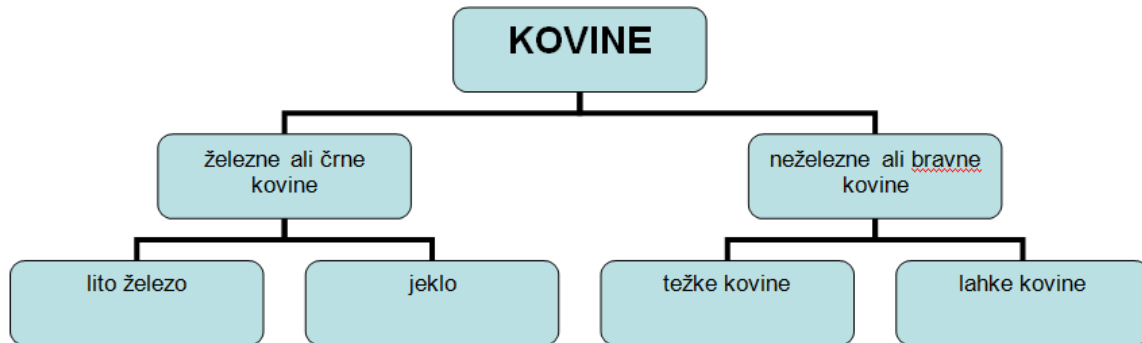 KOVINE
železne ali črne
kovine
neželezne ali bravne
kovine
lito železo
jeklo
težke kovine
lahke kovine